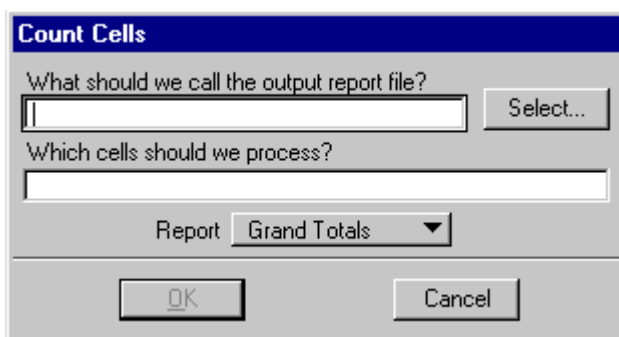 Count Cells
What should we call the output report file?
Select...
Which cells should we process?
Report Grand Totals
OK Cancel